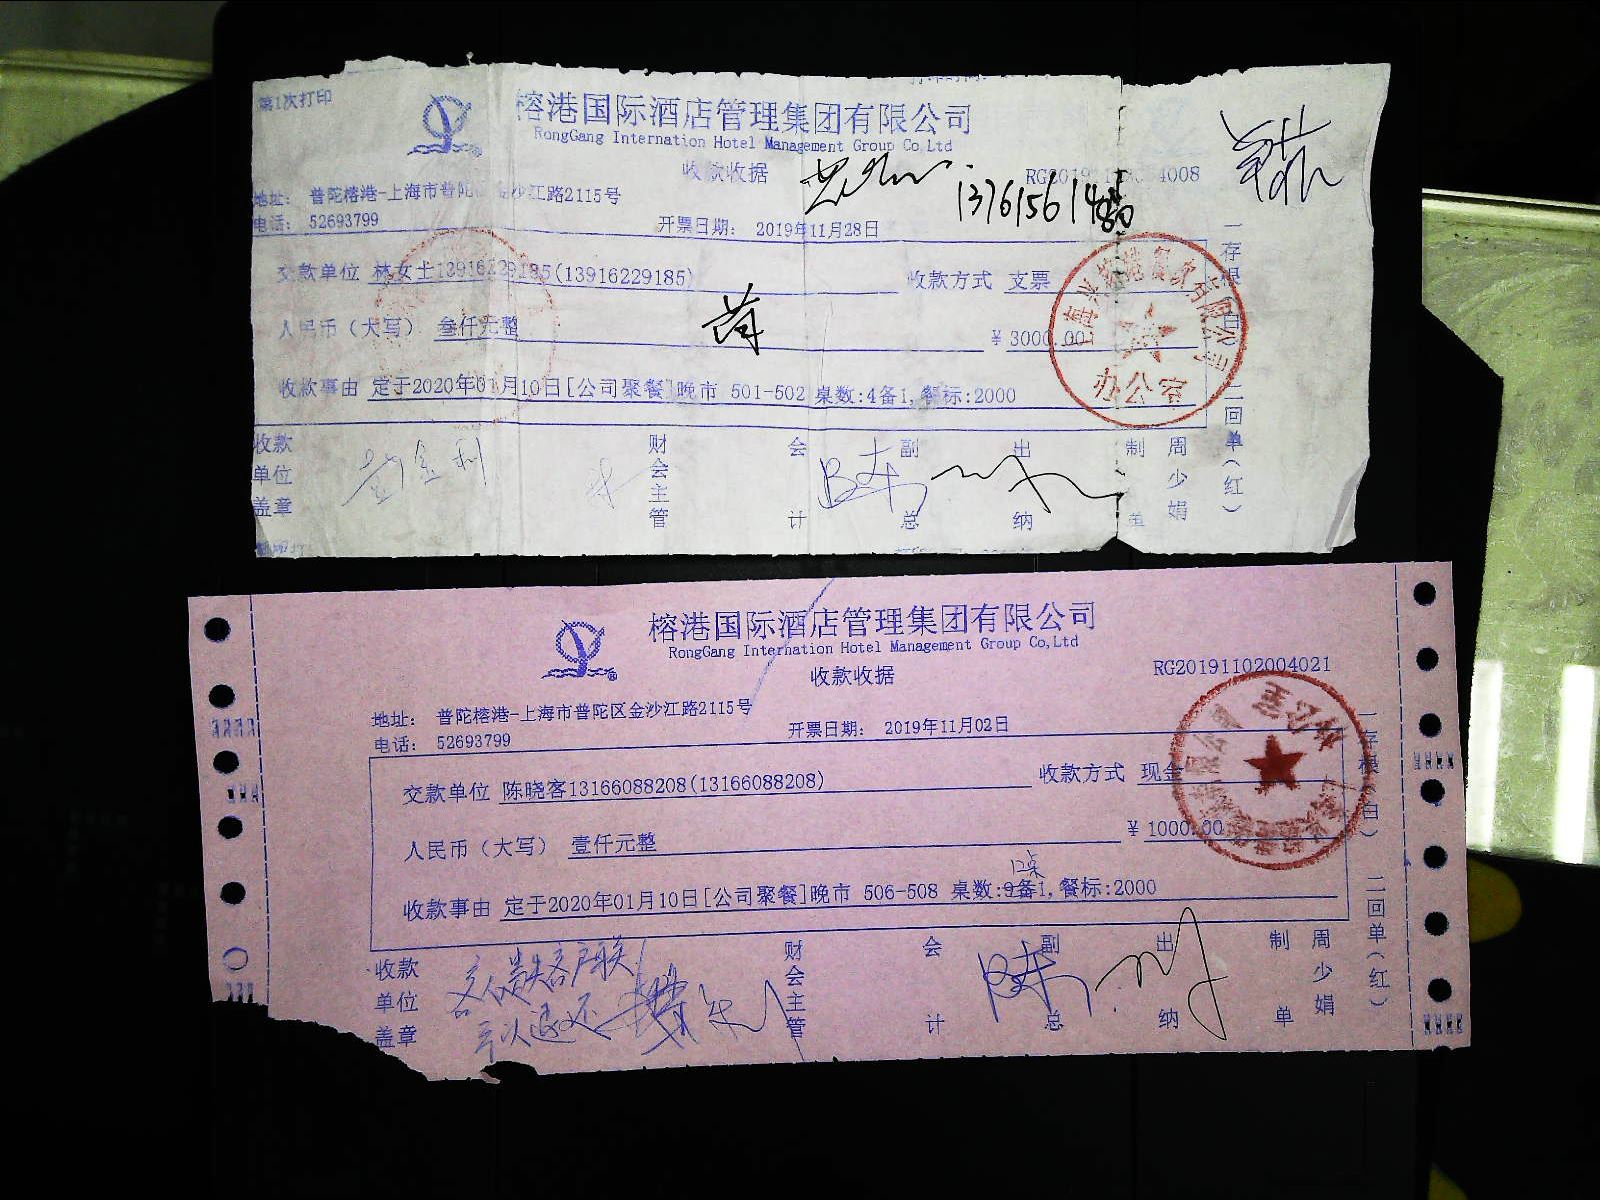 第1次打印
榕港国际酒店管理集团有限公司
RongGang Internation Hotel Management Group Co,Ltd
收款收据
13761561480
地址: 普陀榕港-上海市普陀 金沙江路2115号
电话: 52693799
开票日期: 2019年11月28日
交款单位 林女士13916229185(13916229185) 收款方式 支票
人民币(大写) 叁仟元整 ¥ 3000.00
收款事由 定于2020年01月10日[公司聚餐]晚市 501-502 桌数:4备1,餐标:2000
办公室
收款单位盖章
财会主管
会计
副总
出纳
制单 周少娟
一存根(白) 二回单(红)
榕港国际酒店管理集团有限公司
RongGang Internation Hotel Management Group Co,Ltd
收款收据
RG20191102004021
地址: 普陀榕港-上海市普陀区金沙江路2115号
电话: 52693799
开票日期: 2019年11月02日
交款单位 陈晓客13166088208(13166088208) 收款方式 现金
人民币(大写) 壹仟元整 ¥ 1000.00
12桌
收款事由 定于2020年01月10日[公司聚餐]晚市 506-508 桌数:9备1,餐标:2000
收款单位盖章
客户联
财会主管
会计
副总
出纳
制单 周少娟
一存根(白) 二回单(红)